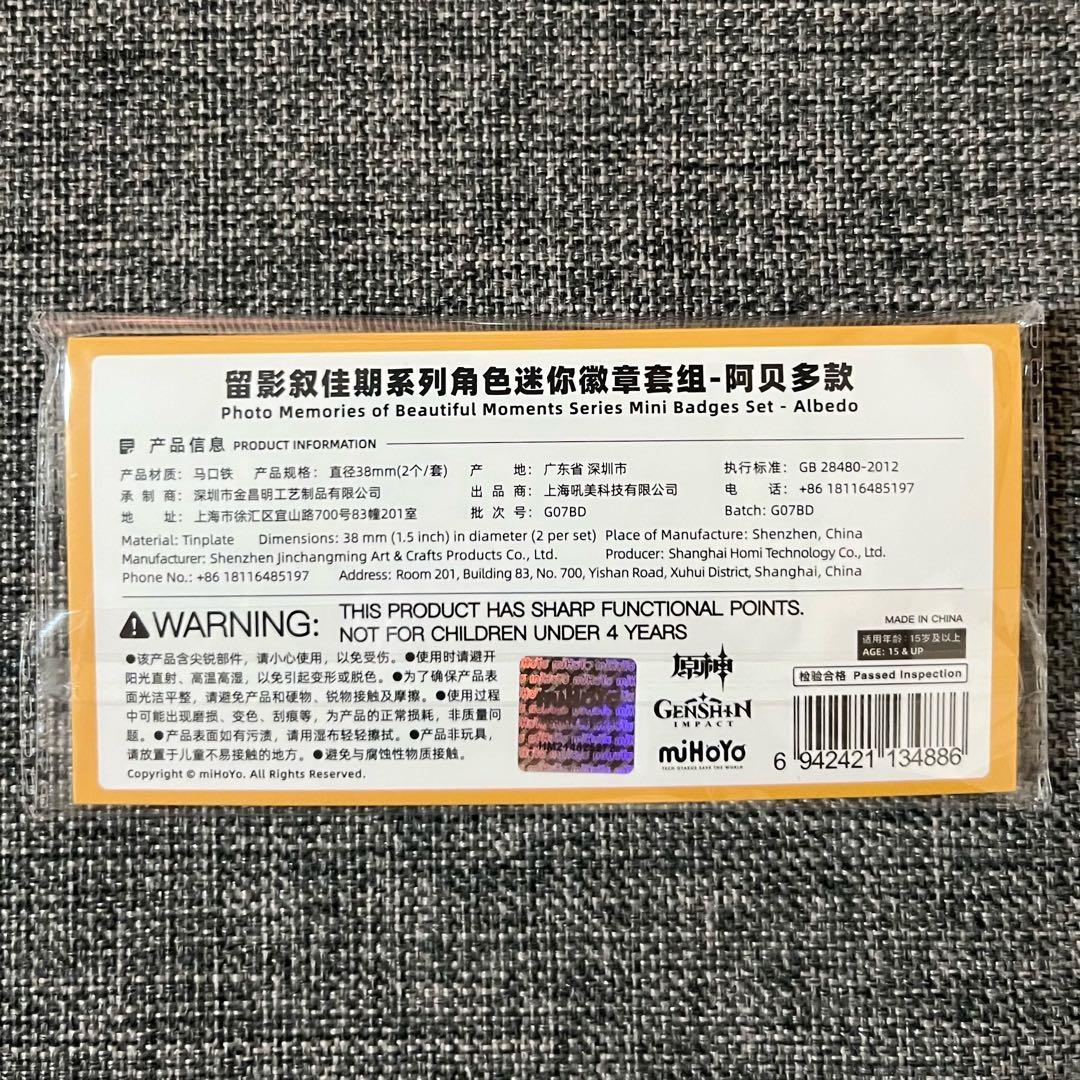 留影叙佳期系列角色迷你徽章套组-阿贝多款
Photo Memories of Beautiful Moments Series Mini Badges Set - Albedo
产品信息 PRODUCT INFORMATION
产品材质: 马口铁 产品规格: 直径38mm(2个/套) 产 地: 广东省 深圳市 执行标准: GB 28480-2012
承 制 商: 深圳市金昌明工艺制品有限公司 出 品 商: 上海吼美科技有限公司 电 话: +86 18116485197
地 址: 上海市徐汇区宜山路700号83幢201室 批 次 号: G07BD Batch: G07BD
Material: Tinplate Dimensions: 38 mm (1.5 inch) in diameter (2 per set) Place of Manufacture: Shenzhen, China
Manufacturer: Shenzhen Jinchangming Art & Crafts Products Co., Ltd. Producer: Shanghai Homi Technology Co., Ltd.
Phone No.: +86 18116485197 Address: Room 201, Building 83, No. 700, Yishan Road, Xuhui District, Shanghai, China
WARNING: THIS PRODUCT HAS SHARP FUNCTIONAL POINTS.
NOT FOR CHILDREN UNDER 4 YEARS
●该产品含尖锐部件，请小心使用，以免受伤。●使用时请避开
阳光直射、高温高湿，以免引起变形或脱色。●为了确保产品表
面光洁平整，请避免产品和硬物、锐物接触及摩擦。●使用过程
中可能出现磨损、变色、刮痕等，为产品的正常损耗，非质量问
题。●产品表面如有污渍，请用湿布轻轻擦拭。●产品非玩具，
请放置于儿童不易接触的地方。●避免与腐蚀性物质接触。
Copyright © miHoYo. All Rights Reserved.
miHoYo
原神
GENSHIN
IMPACT
miHoYo
TECH OTAKUS SAVE THE WORLD
MADE IN CHINA
适用年龄: 15岁及以上
AGE: 15 & UP
检验合格 Passed Inspection
6 942421 134886